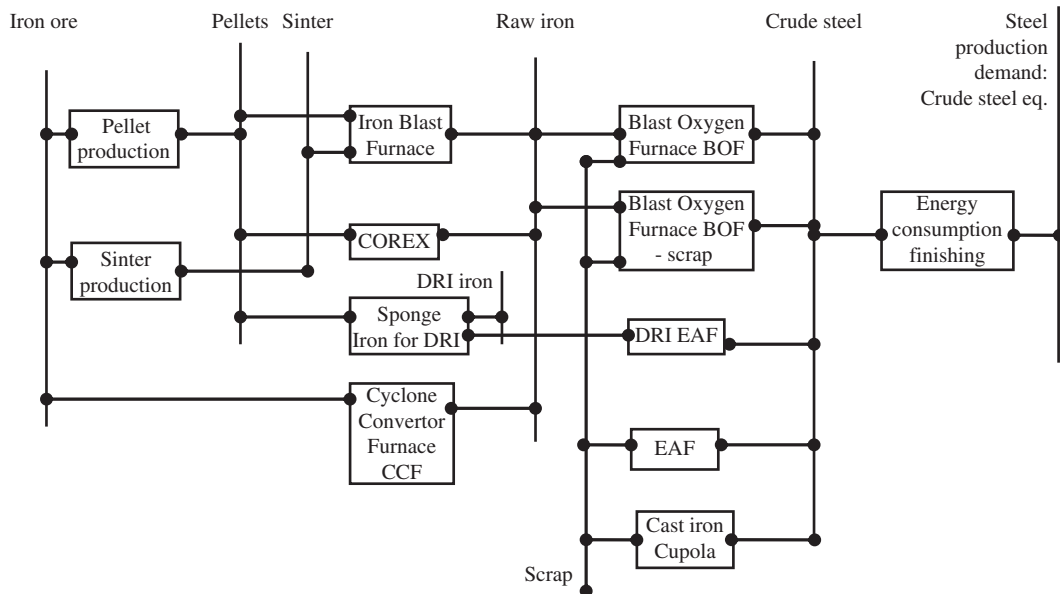 Iron ore
Pellets
Sinter
Raw iron
Crude steel
Steel
production
demand:
Crude steel eq.
Pellet
production
Iron Blast
Furnace
Blast Oxygen
Furnace BOF
Blast Oxygen
Furnace BOF
- scrap
Energy
consumption
finishing
COREX
Sinter
production
DRI iron
Sponge
Iron for DRI
DRI EAF
Cyclone
Convertor
Furnace
CCF
EAF
Cast iron
Cupola
Scrap